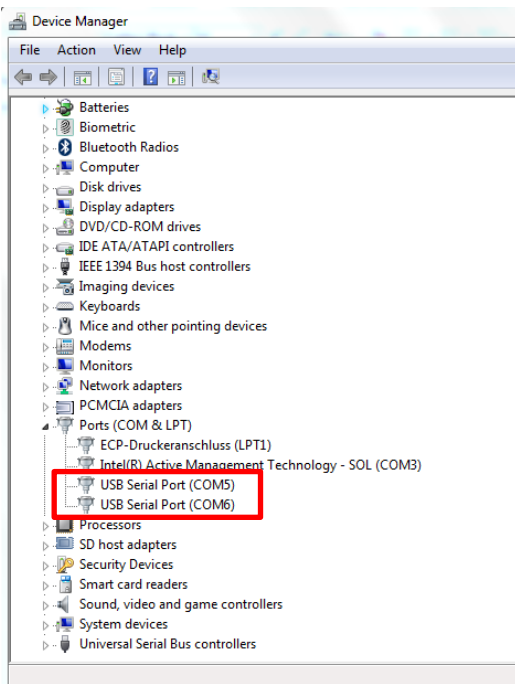 Device Manager
File Action View Help
Batteries
Biometric
Bluetooth Radios
Computer
Disk drives
Display adapters
DVD/CD-ROM drives
IDE ATA/ATAPI controllers
IEEE 1394 Bus host controllers
Imaging devices
Keyboards
Mice and other pointing devices
Modems
Monitors
Network adapters
PCMCIA adapters
Ports (COM & LPT)
ECP-Druckeranschluss (LPT1)
Intel(R) Active Management Technology - SOL (COM3)
USB Serial Port (COM5)
USB Serial Port (COM6)
Processors
SD host adapters
Security Devices
Smart card readers
Sound, video and game controllers
System devices
Universal Serial Bus controllers